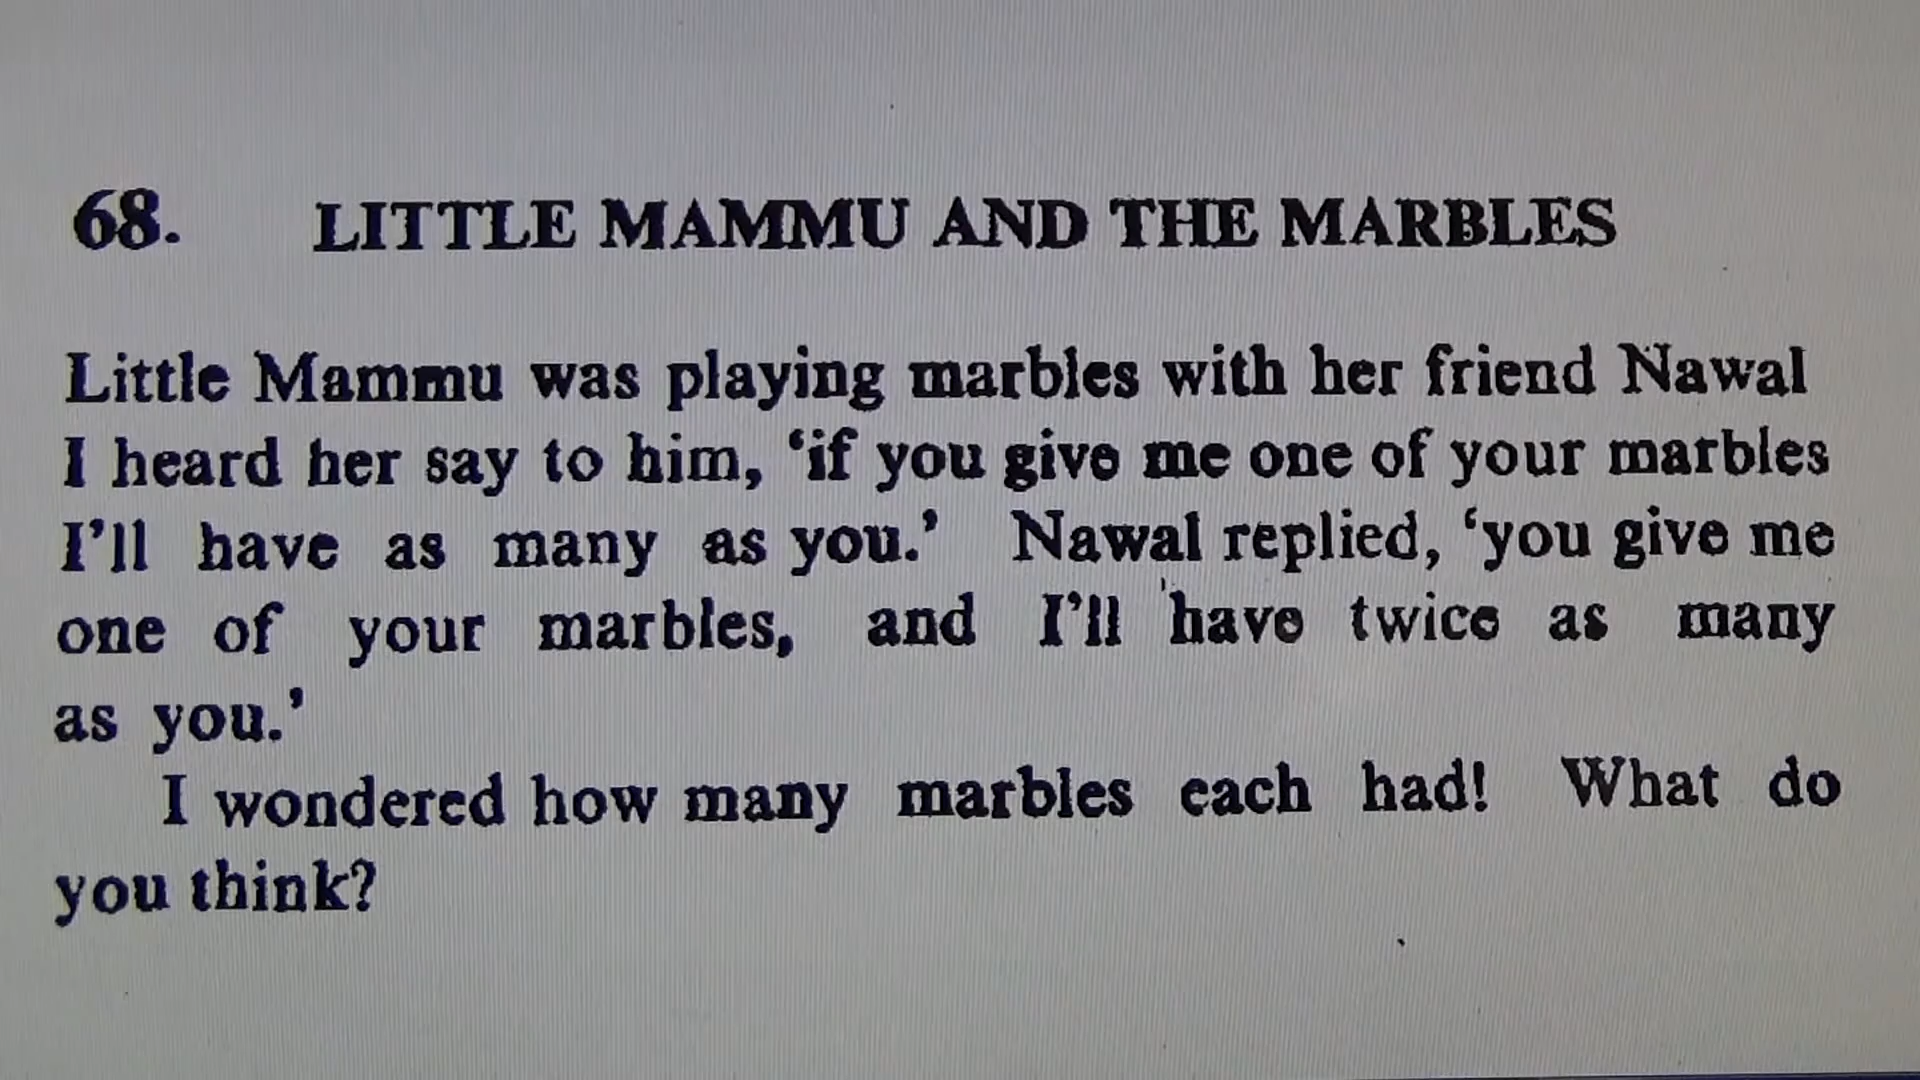 68. LITTLE MAMMU AND THE MARBLES
Little Mammu was playing marbles with her friend Nawal
I heard her say to him, ‘if you give me one of your marbles
I’ll have as many as you.’ Nawal replied, ‘you give me
one of your marbles, and I’ll have twice as many
as you.’
I wondered how many marbles each had! What do
you think?